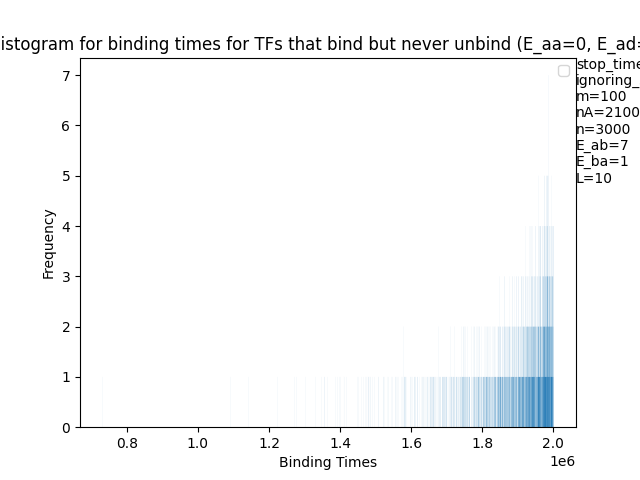 istogram for binding times for TFs that bind but never unbind (E_aa=0, E_ad=
stop_time
ignoring_
m=100
nA=2100
n=3000
E_ab=7
E_ba=1
L=10
Frequency
7
6
5
4
3
2
1
0
0.8
1.0
1.2
1.4
1.6
1.8
2.0
1e6
Binding Times